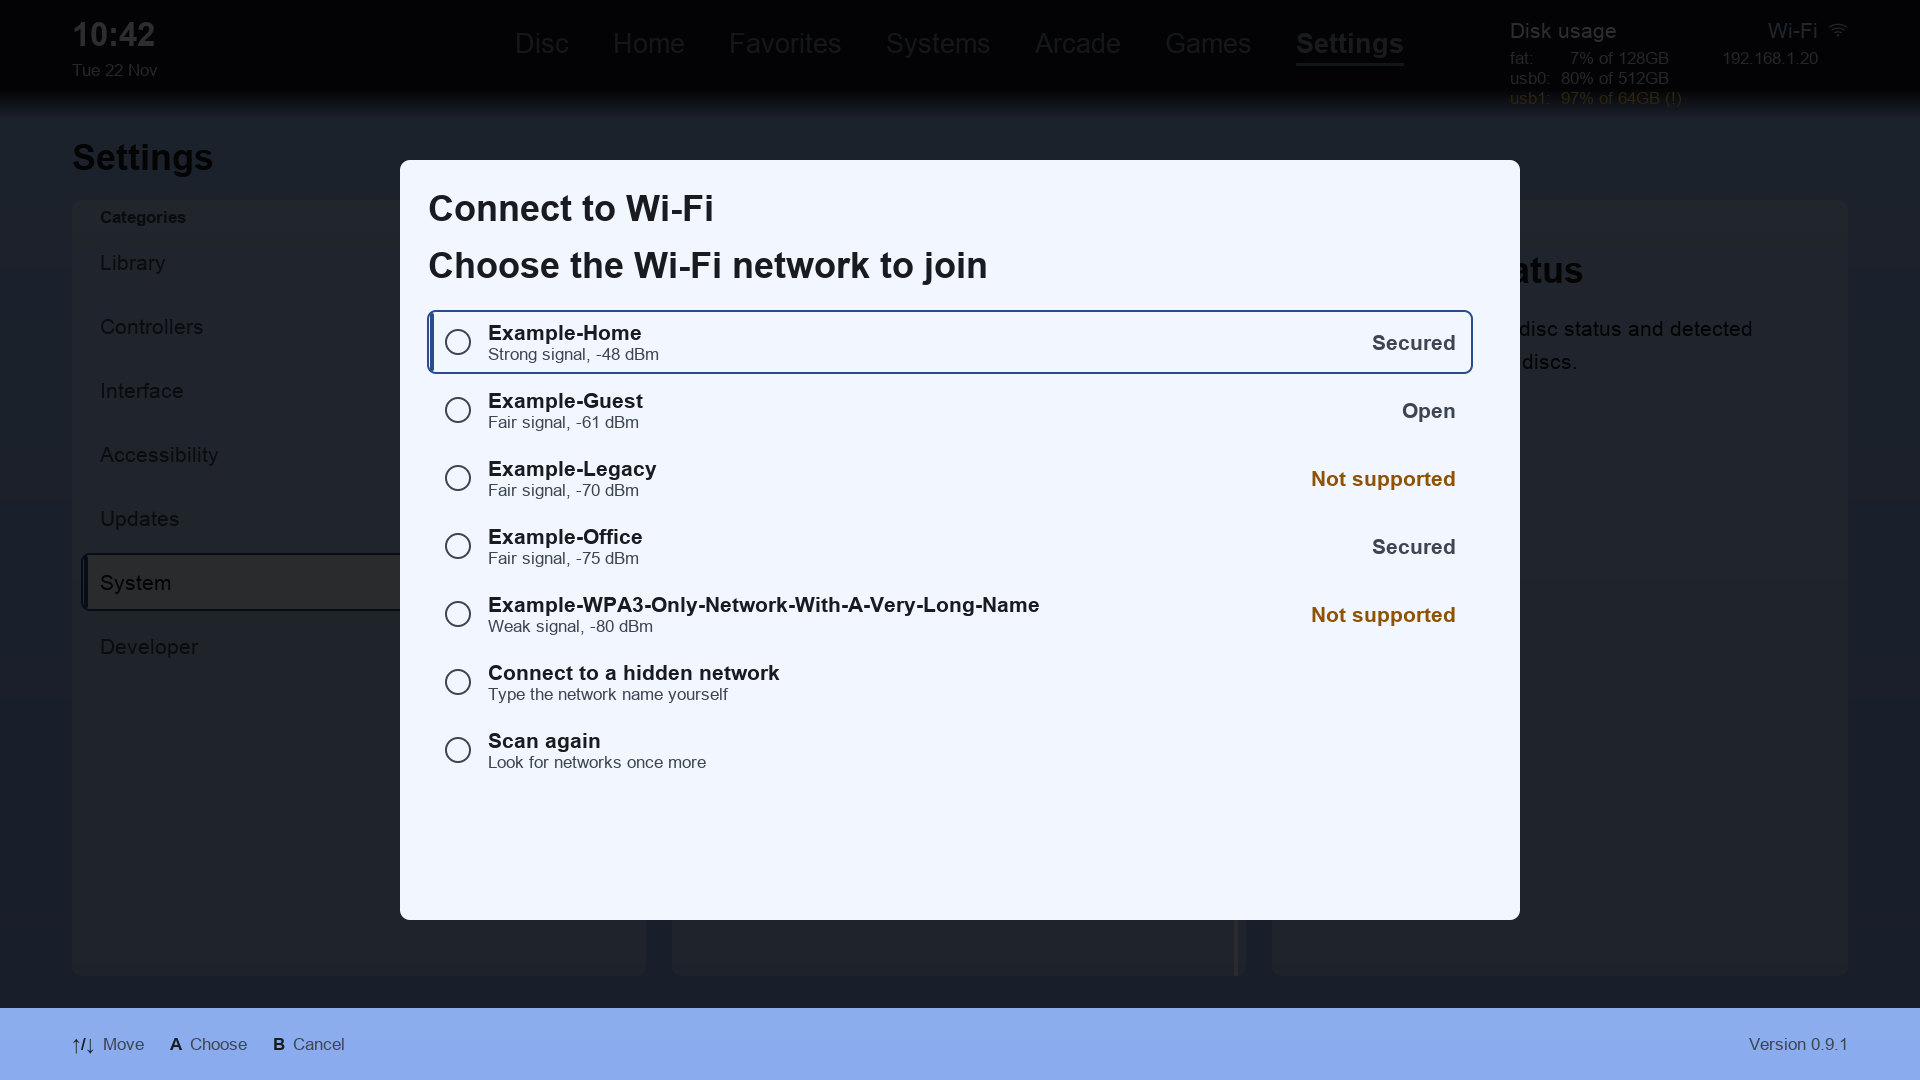 10:42
Tue 22 Nov
Disc Home Favorites Systems Arcade Games Settings
Disk usage
fat: 7% of 128GB
usb0: 80% of 512GB
usb1: 97% of 64GB (!)
Wi-Fi
192.168.1.20
Settings
Categories
Library
Controllers
Interface
Accessibility
Updates
System
Developer
Connect to Wi-Fi
Choose the Wi-Fi network to join
Example-Home
Strong signal, -48 dBm
Secured
Example-Guest
Fair signal, -61 dBm
Open
Example-Legacy
Fair signal, -70 dBm
Not supported
Example-Office
Fair signal, -75 dBm
Secured
Example-WPA3-Only-Network-With-A-Very-Long-Name
Weak signal, -80 dBm
Not supported
Connect to a hidden network
Type the network name yourself
Scan again
Look for networks once more
disc status and detected
discs.
↑/↓ Move A Choose B Cancel
Version 0.9.1